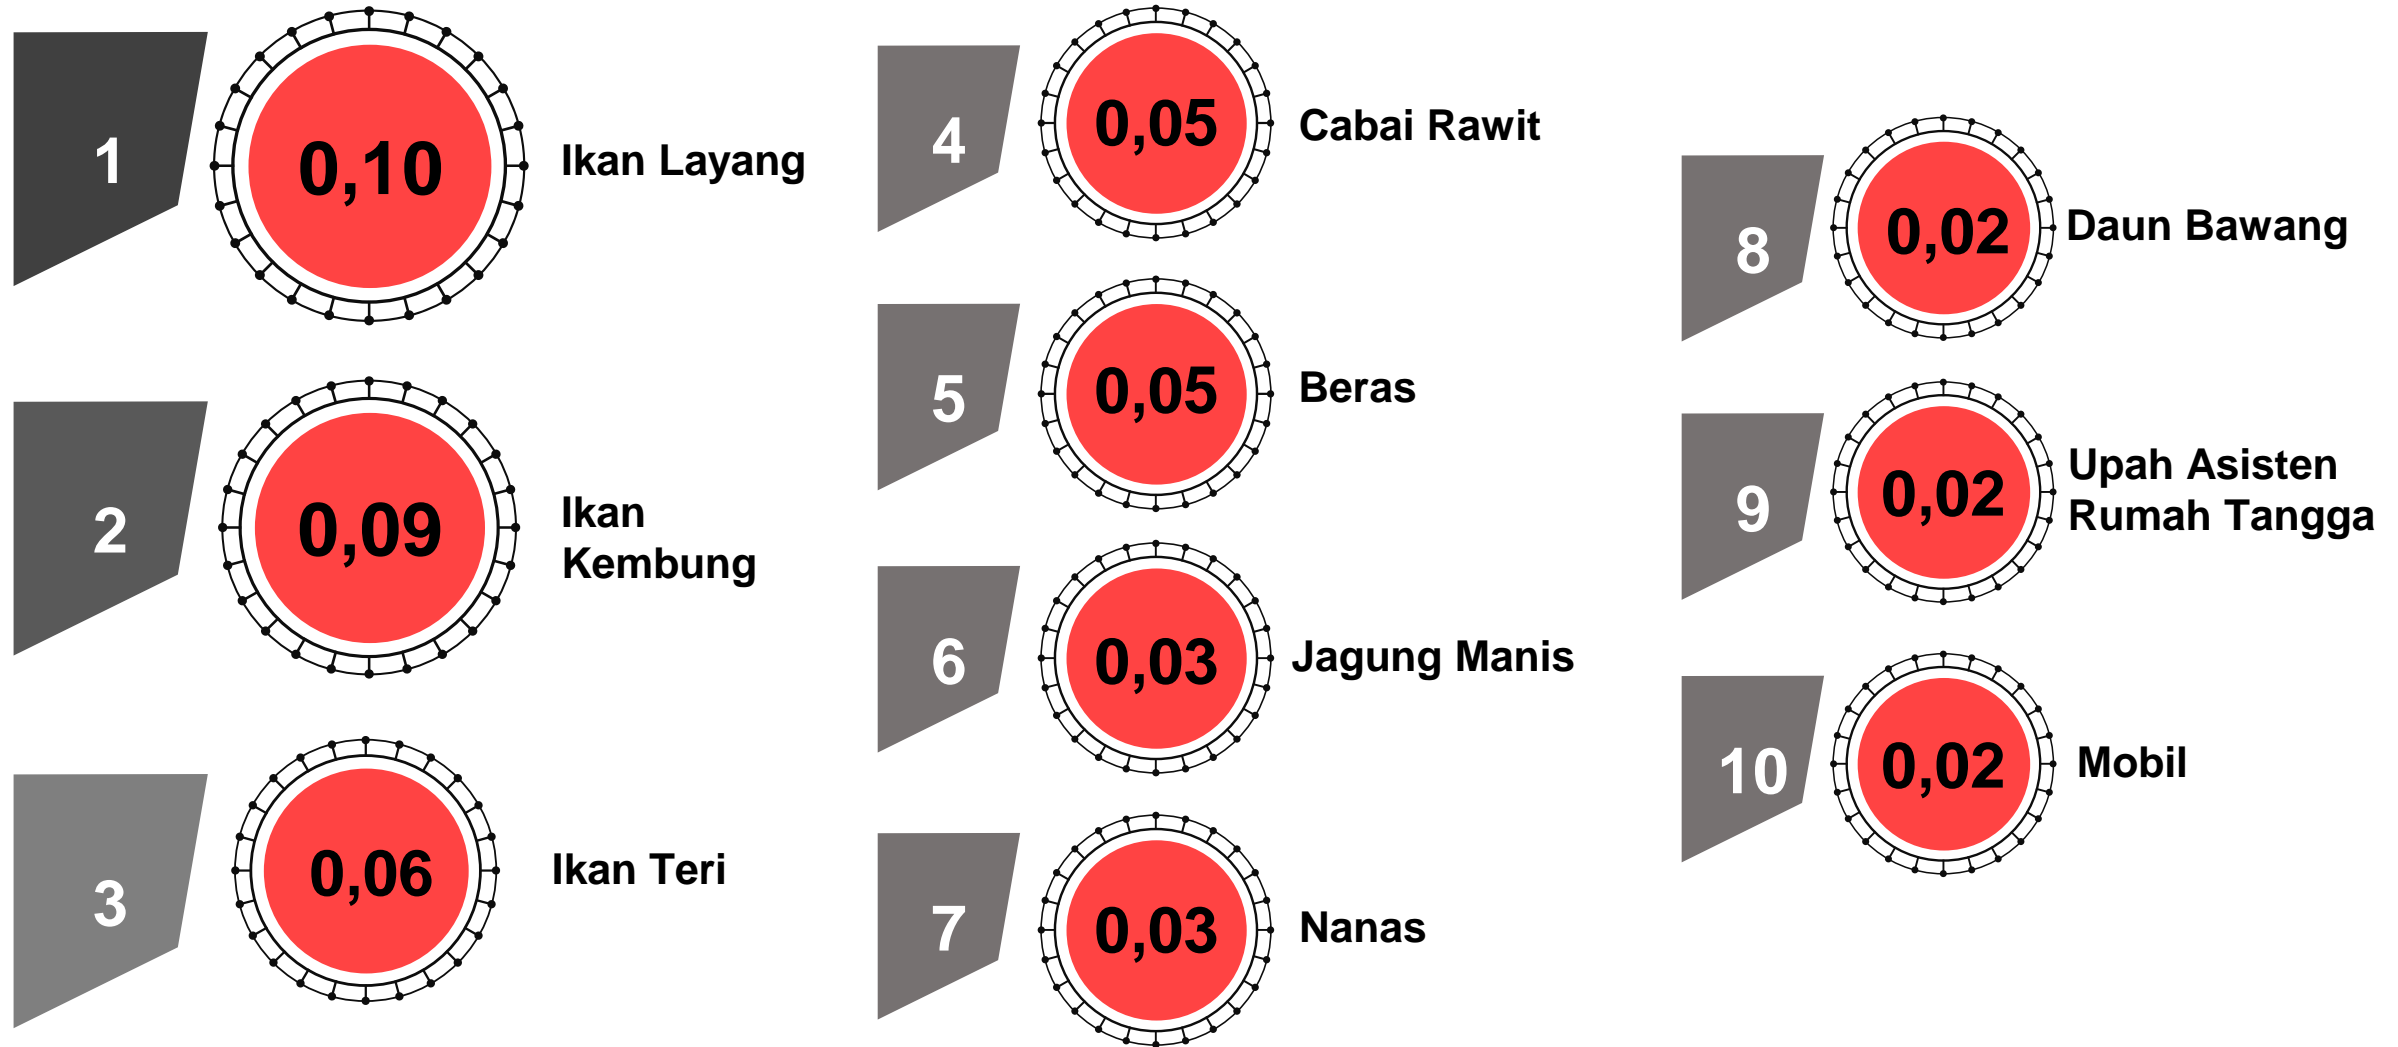 1
0,10
Ikan Layang
2
0,09
Ikan
Kembung
3
0,06
Ikan Teri
4
0,05
Cabai Rawit
5
0,05
Beras
6
0,03
Jagung Manis
7
0,03
Nanas
8
0,02
Daun Bawang
9
0,02
Upah Asisten
Rumah Tangga
10
0,02
Mobil